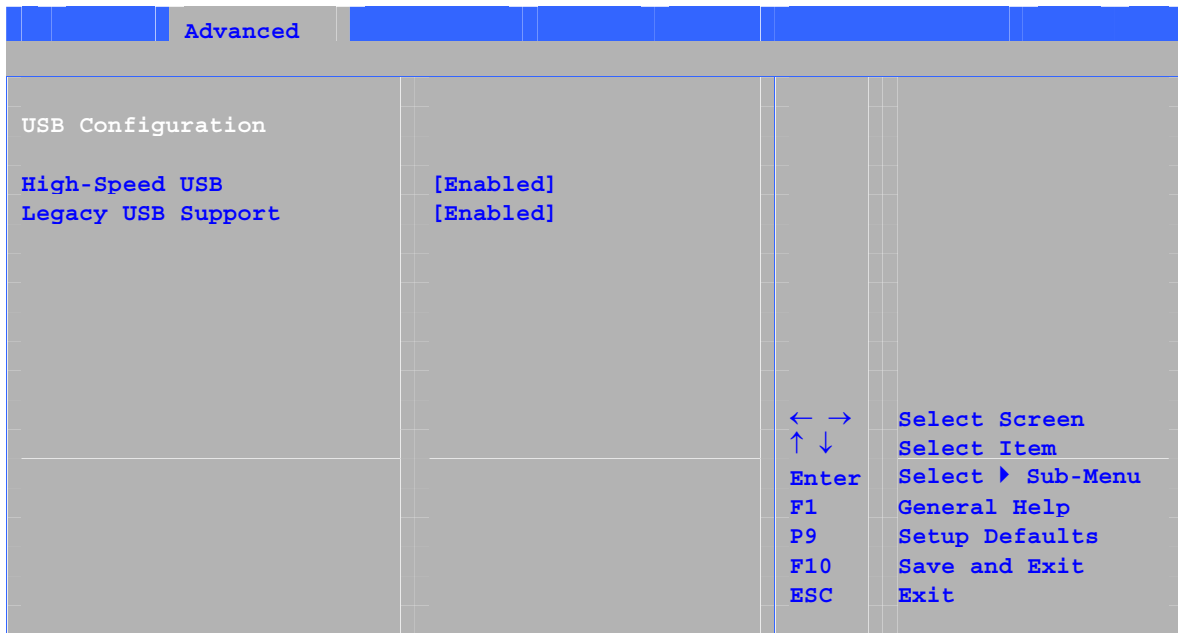 Advanced
USB Configuration
High-Speed USB [Enabled]
Legacy USB Support [Enabled]
← → Select Screen
↑ ↓ Select Item
Enter Select ▶ Sub-Menu
F1 General Help
P9 Setup Defaults
F10 Save and Exit
ESC Exit